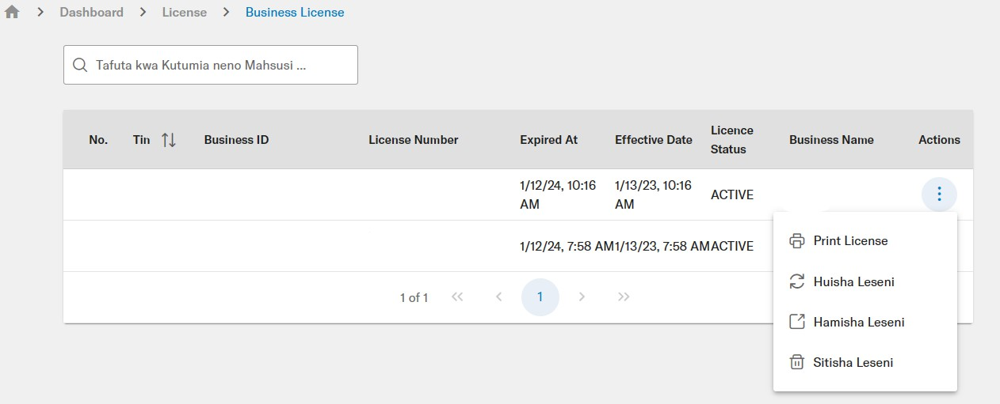 Dashboard License Business License
Tafuta kwa Kutumia neno Mahsusi ...
No. Tin Business ID License Number Expired At Effective Date Licence Status Business Name Actions
1/12/24, 10:16 AM 1/13/23, 10:16 AM ACTIVE
1/12/24, 7:58 AM 1/13/23, 7:58 AM ACTIVE
1 of 1 1
Print License
Huisha Leseni
Hamisha Leseni
Sitisha Leseni